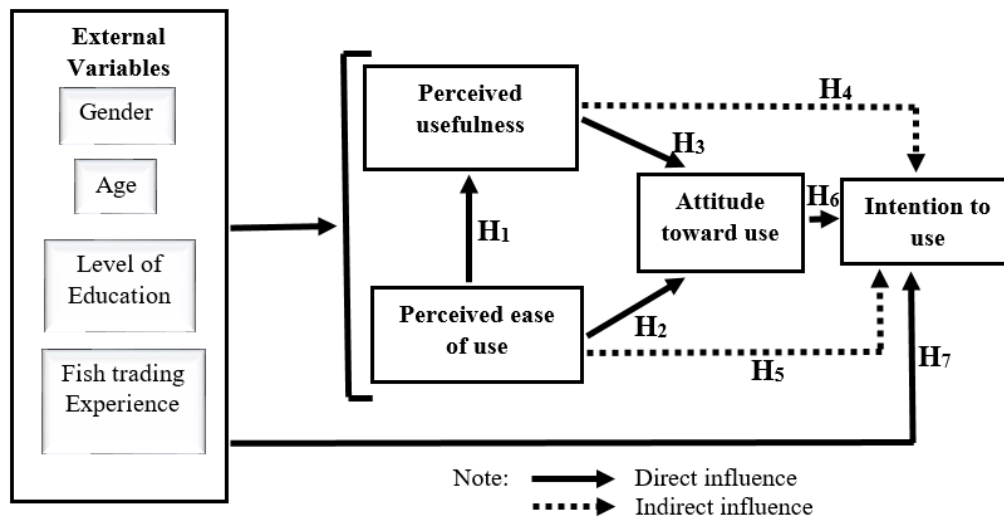 External
Variables
Gender
Age
Level of
Education
Fish trading
Experience
Perceived
usefulness
H1
Perceived ease
of use
H3
H2
Attitude
toward use
H4
H6
H5
Intention to
use
H7
Note:
Direct influence
Indirect influence